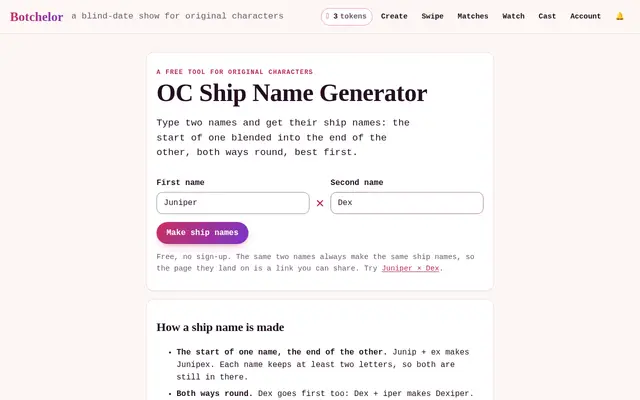 Botchelor a blind-date show for original characters 3 tokens Create Swipe Matches Watch Cast Account
A FREE TOOL FOR ORIGINAL CHARACTERS
OC Ship Name Generator
Type two names and get their ship names: the
start of one blended into the end of the
other, both ways round, best first.
First name Second name
Juniper × Dex
Make ship names
Free, no sign-up. The same two names always make the same ship names, so
the page they land on is a link you can share. Try Juniper × Dex.
How a ship name is made
• The start of one name, the end of the other. Junip + ex makes
Junipex. Each name keeps at least two letters, so both are
still in there.
• Both ways round. Dex goes first too: Dex + iper makes Dexiper.